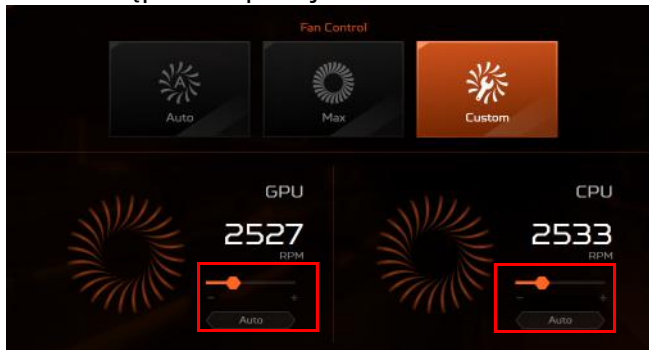 Fan Control
A
Auto
Max
Custom
GPU
2527
RPM
- +
Auto
CPU
2533
RPM
- +
Auto